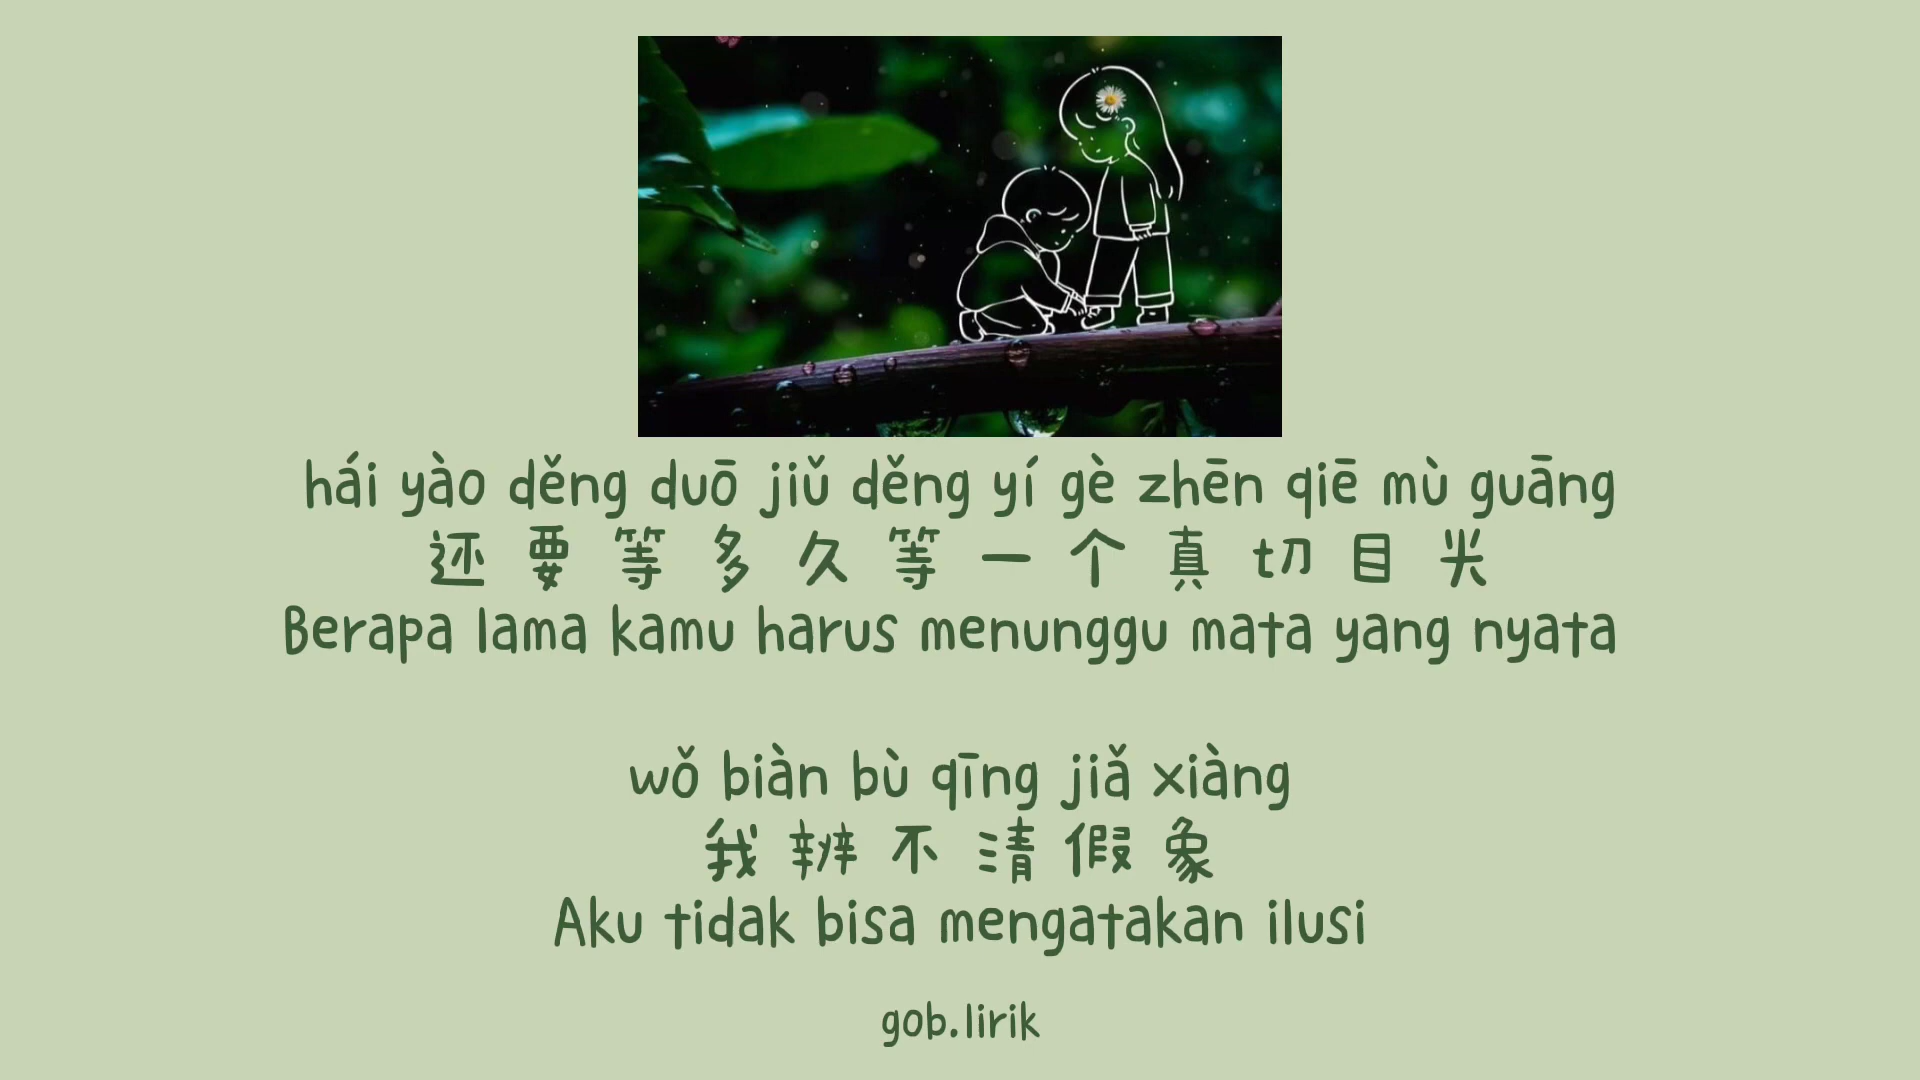 hái yào děng duō jiǔ děng yí gè zhēn qiē mù guāng
还 要 等 多 久 等 一 个 真 切 目 光
Berapa lama kamu harus menunggu mata yang nyata
wǒ biàn bù qīng jiǎ xiàng
我 辨 不 清 假 象
Aku tidak bisa mengatakan ilusi
gob.lirik